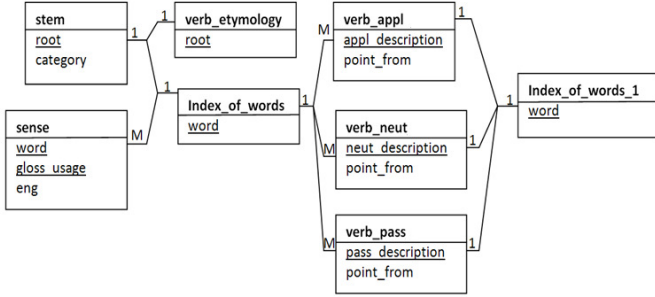 stem
root
category
1
1
verb_etymology
root
1
sense
word
gloss_usage
eng
M
Index_of_words
word
1
M
verb_appl
appl_description
point_from
1
M
verb_neut
neut_description
point_from
1
M
verb_pass
pass_description
point_from
1
1
Index_of_words_1
word